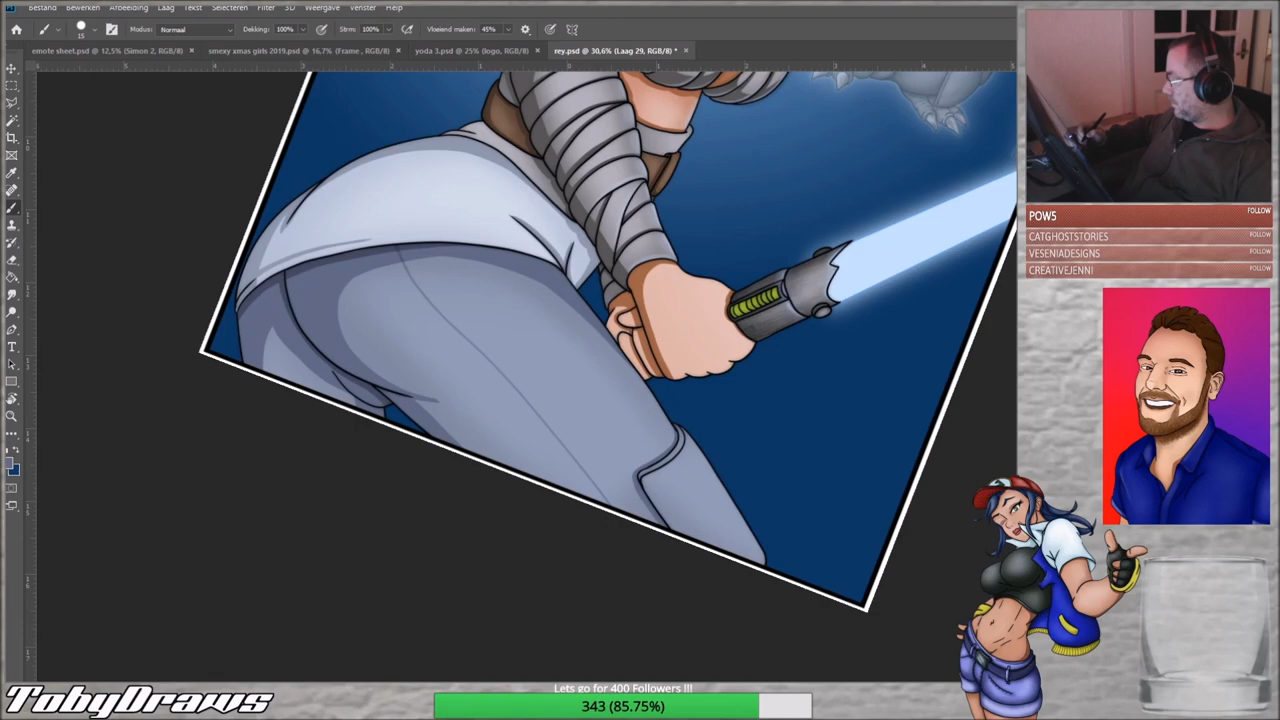 Bestand Bewerken Afbeelding Laag Tekst Selecteren Filter 3D Weergave Venster Help
15 Modus: Normaal Dekking: 100% Strm: 100% Vloeiend maken: 45%
emote sheet.psd @ 12,5% (Simon 2, RGB/8) × smexy xmas girls 2019.psd @ 16,7% (Frame , RGB/8) × yoda 3.psd @ 25% (logo, RGB/8) × rey.psd @ 30,6% (Laag 29, RGB/8) * ×
POW5 FOLLOW
CATGHOSTSTORIES FOLLOW
VESENIADESIGNS FOLLOW
CREATIVEJENNI FOLLOW
TobyDraws
Lets go for 400 Followers !!!
343 (85.75%)